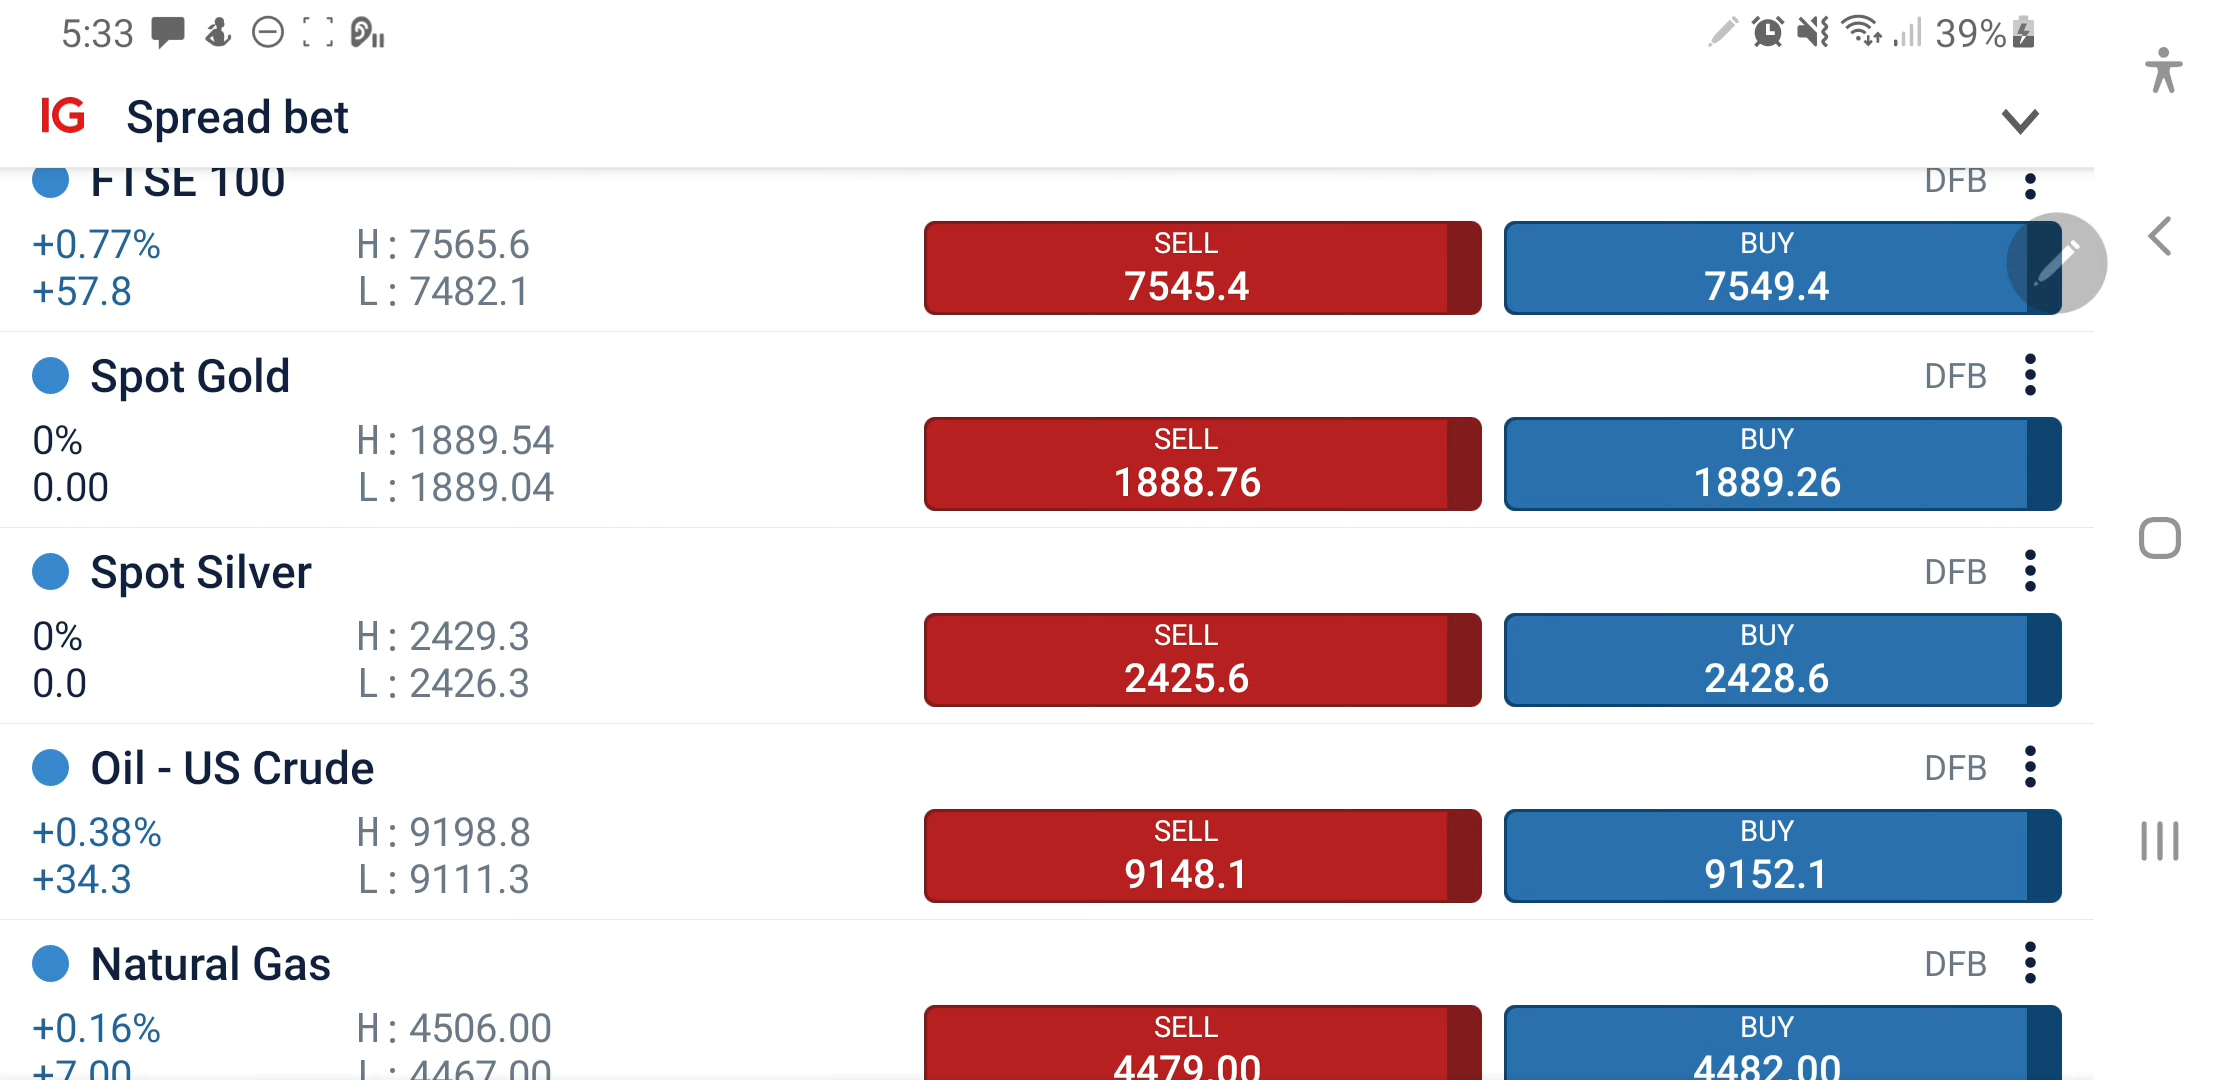 5:33 39%
IG Spread bet
FTSE 100 DFB
+0.77% H: 7565.6 SELL BUY
+57.8 L: 7482.1 7545.4 7549.4
Spot Gold DFB
0% H: 1889.54 SELL BUY
0.00 L: 1889.04 1888.76 1889.26
Spot Silver DFB
0% H: 2429.3 SELL BUY
0.0 L: 2426.3 2425.6 2428.6
Oil - US Crude DFB
+0.38% H: 9198.8 SELL BUY
+34.3 L: 9111.3 9148.1 9152.1
Natural Gas DFB
+0.16% H: 4506.00 SELL BUY
+7.00 L: 4467.00 4479.00 4482.00